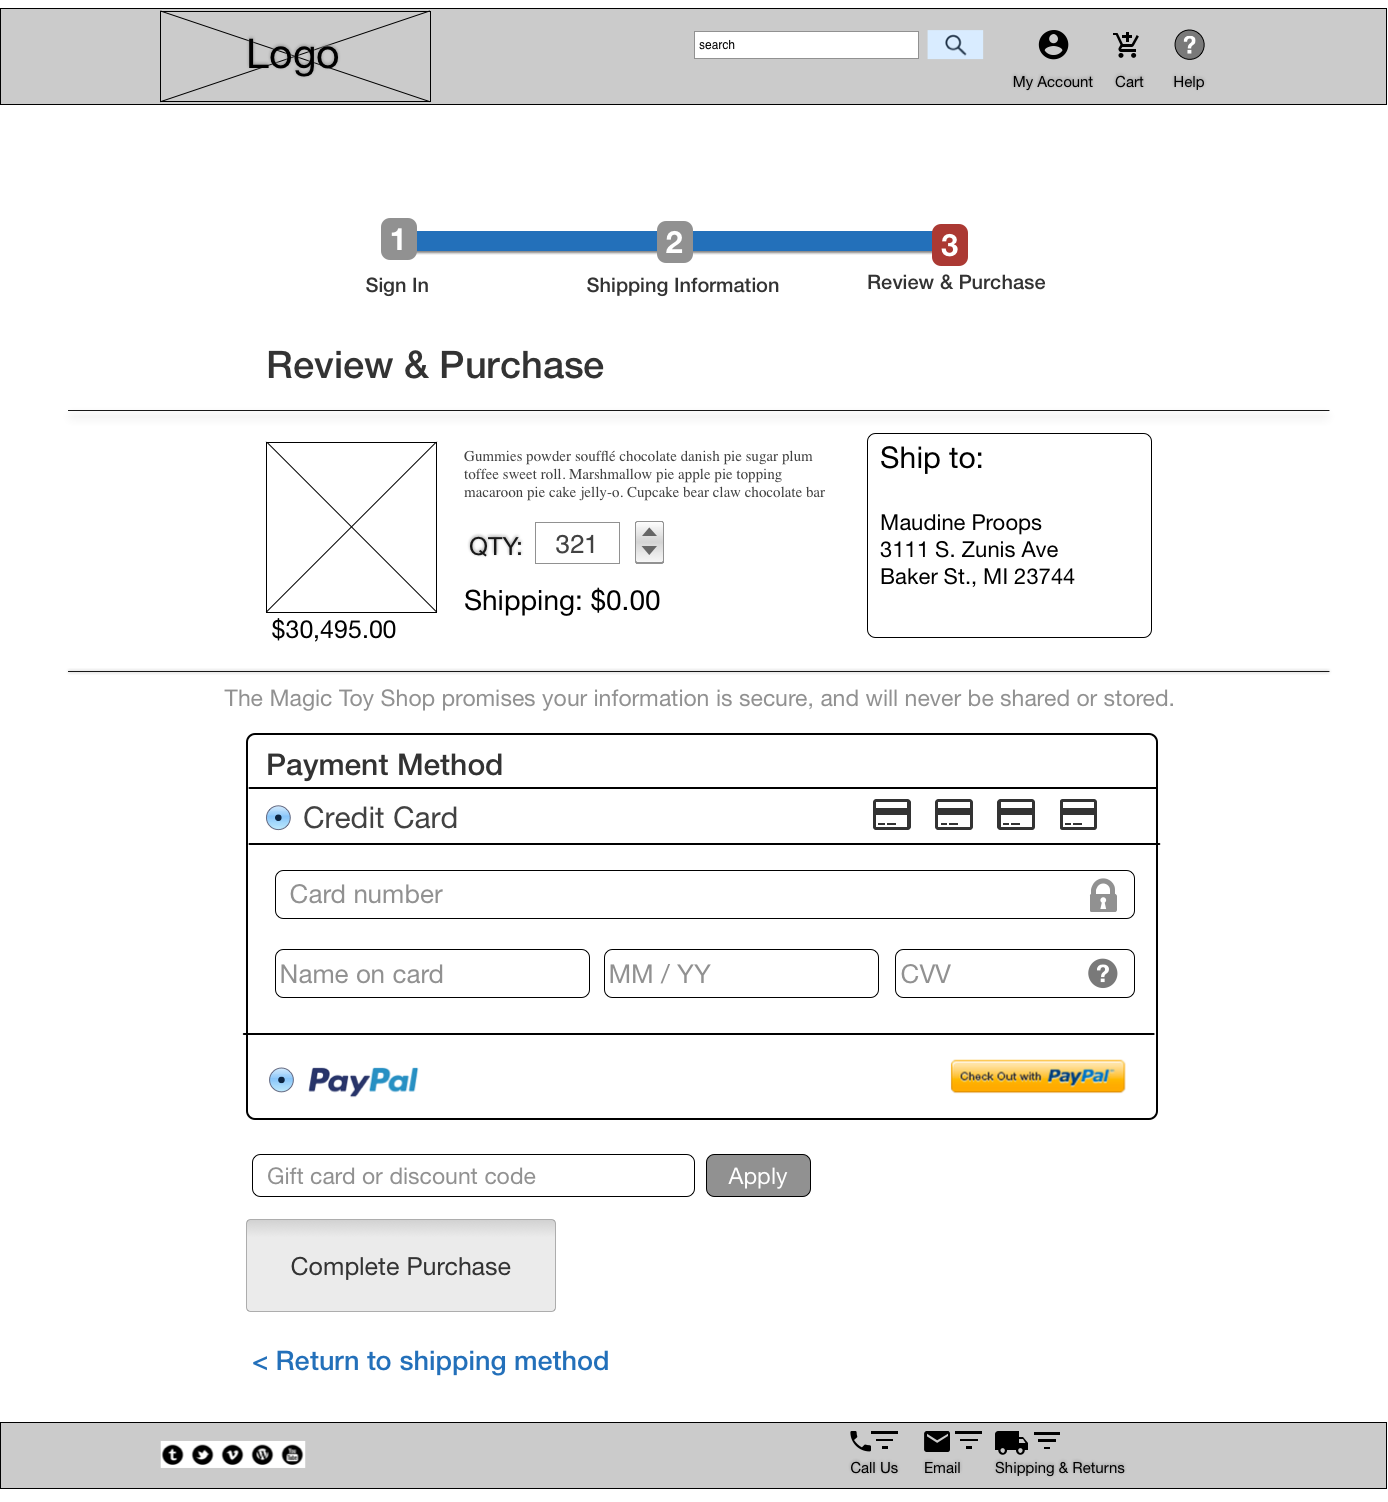 Logo
search
My Account
Cart
Help
1
2
3
Sign In
Shipping Information
Review & Purchase
Review & Purchase
Gummies powder soufflé chocolate danish pie sugar plum
toffee sweet roll. Marshmallow pie apple pie topping
macaroon pie cake jelly-o. Cupcake bear claw chocolate bar
QTY:
321
Shipping: $0.00
$30,495.00
Ship to:
Maudine Proops
3111 S. Zunis Ave
Baker St., MI 23744
The Magic Toy Shop promises your information is secure, and will never be shared or stored.
Payment Method
Credit Card
Card number
Name on card
MM / YY
CVV
?
PayPal
Check Out with PayPal
Gift card or discount code
Apply
Complete Purchase
< Return to shipping method
Call Us
Email
Shipping & Returns